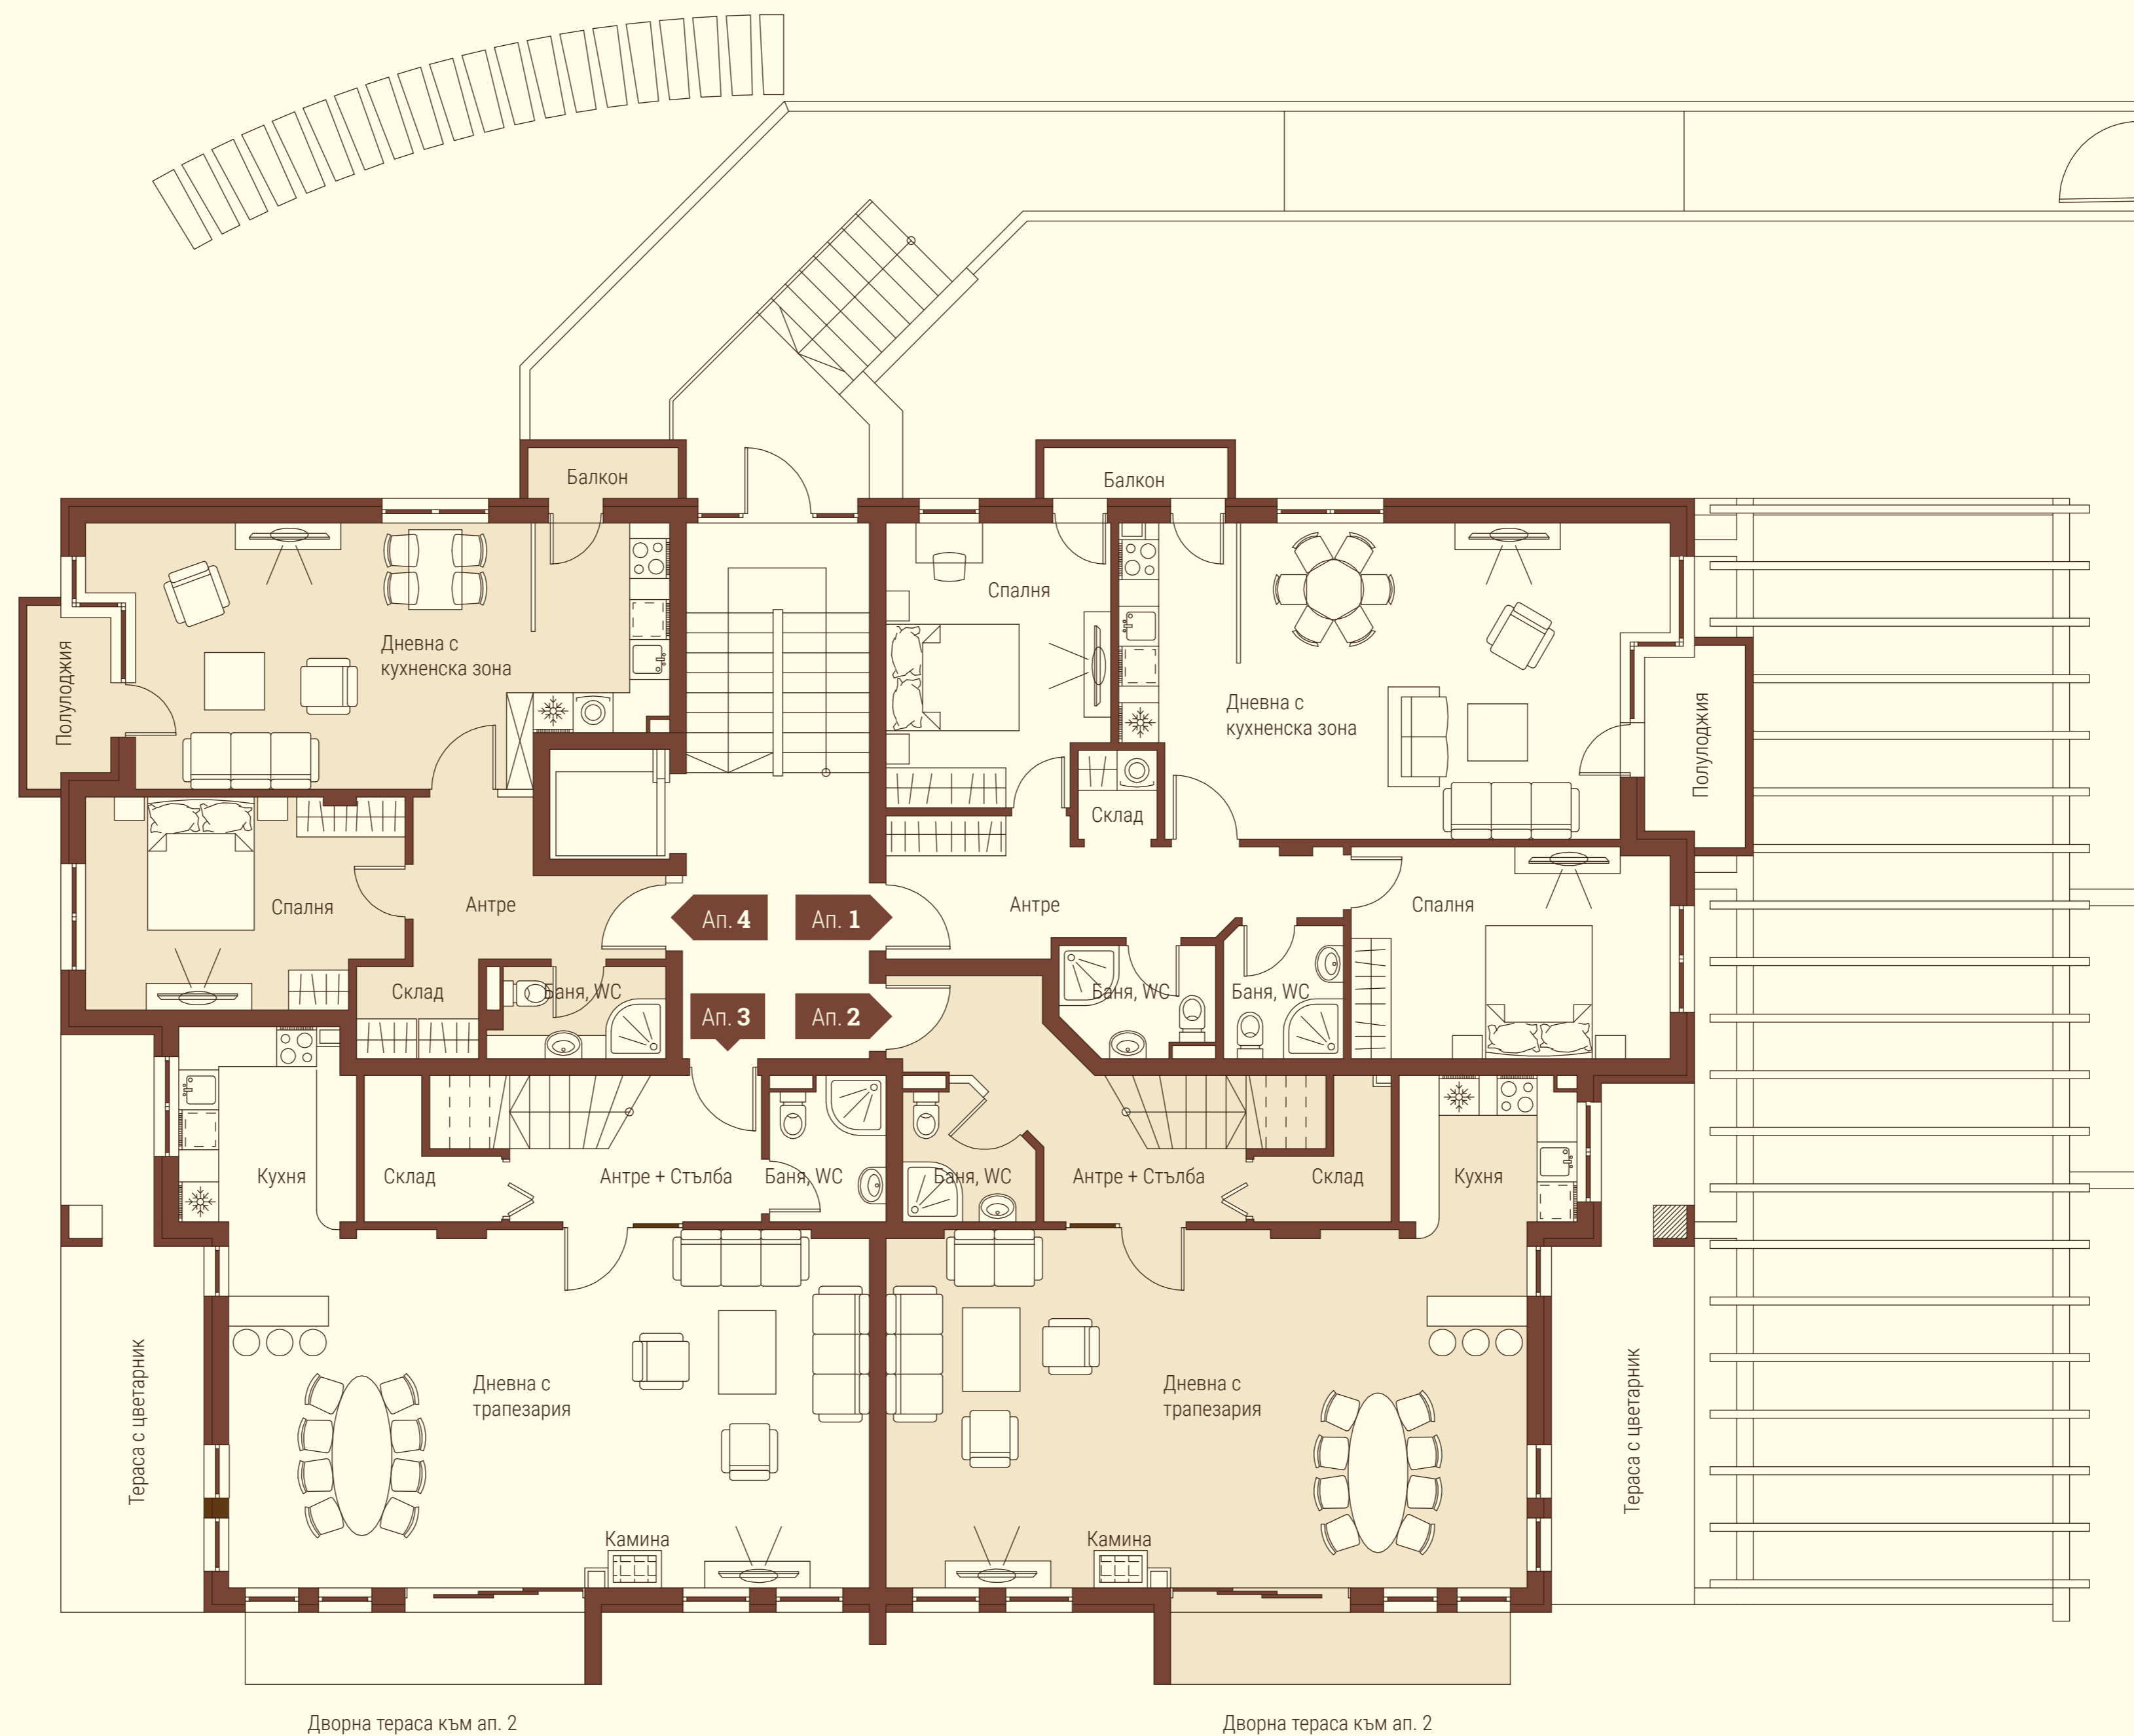 Балкон
Балкон
Спалня
Дневна с
кухненска зона
Полулоджия
Дневна с
кухненска зона
Полулоджия
Склад
Спалня
Антре
Ап. 4
Ап. 1
Антре
Спалня
Склад
Баня, WC
Баня, WC
Баня, WC
Ап. 3
Ап. 2
Кухня
Склад
Антре + Стълба
Баня, WC
Баня, WC
Антре + Стълба
Склад
Кухня
Тераса с цветарник
Дневна с
трапезария
Дневна с
трапезария
Тераса с цветарник
Камина
Камина
Дворна тераса към ап. 2
Дворна тераса към ап. 2